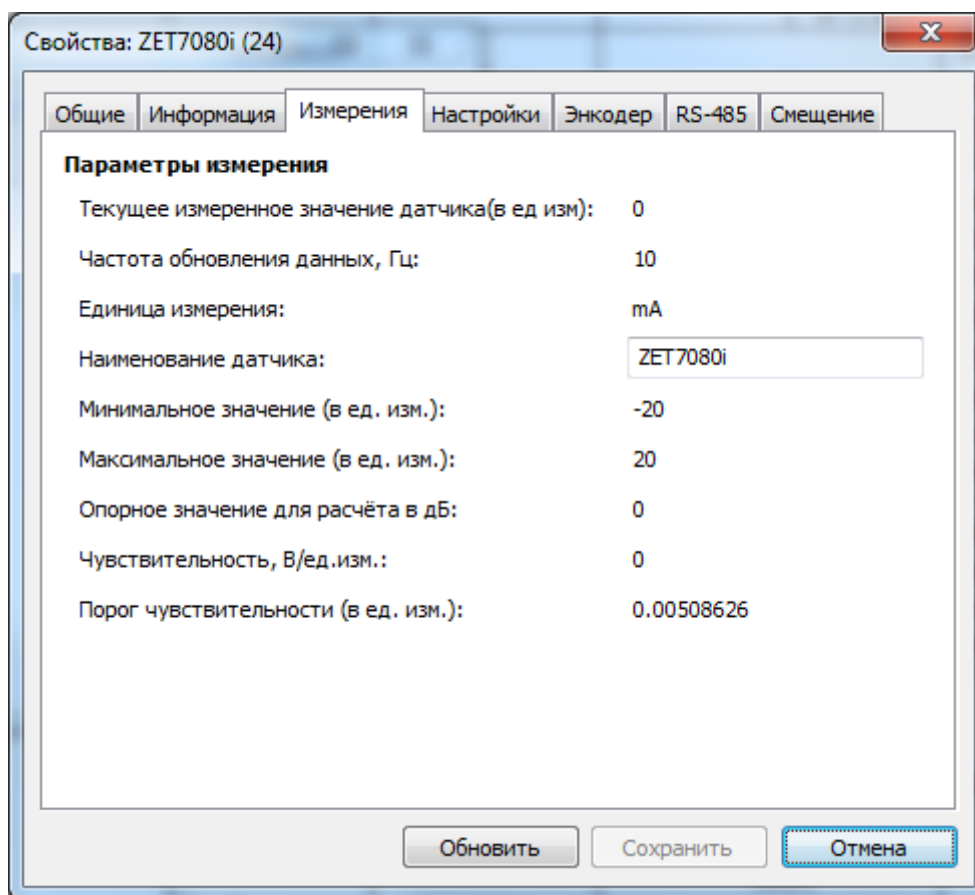 Свойства: ZET7080i (24)
Общие Информация Измерения Настройки Энкодер RS-485 Смещение
Параметры измерения
Текущее измеренное значение датчика(в ед изм): 0
Частота обновления данных, Гц: 10
Единица измерения: mA
Наименование датчика: ZET7080i
Минимальное значение (в ед. изм.): -20
Максимальное значение (в ед. изм.): 20
Опорное значение для расчёта в дБ: 0
Чувствительность, В/ед.изм.: 0
Порог чувствительности (в ед. изм.): 0.00508626
Обновить Сохранить Отмена